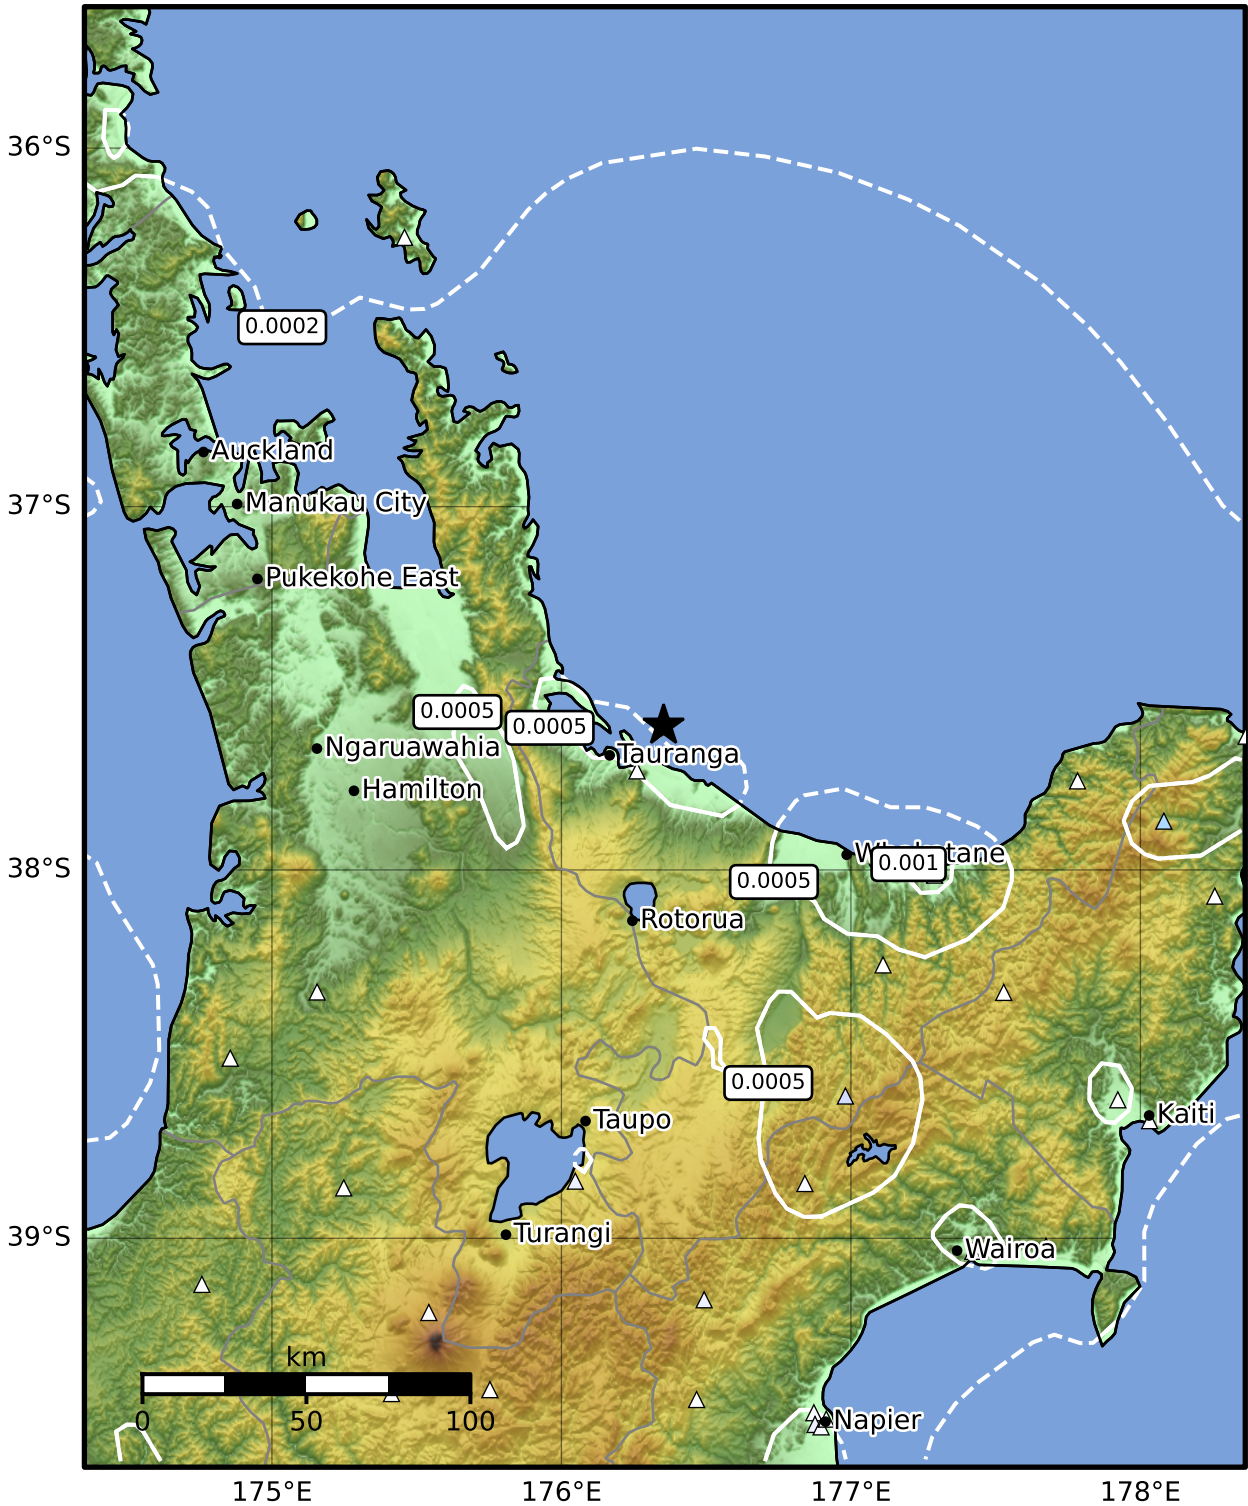 36°S
0.0002
Auckland
37°S
Manukau City
Pukekohe East
0.0005
0.0005
Ngaruawahia
Tauranga
Hamilton
38°S
0.001
0.0005
Rotorua
0.0005
Taupo
Kaiti
39°S
Turangi
Wairoa
km
0
50
100
Napier
175°E
176°E
177°E
178°E